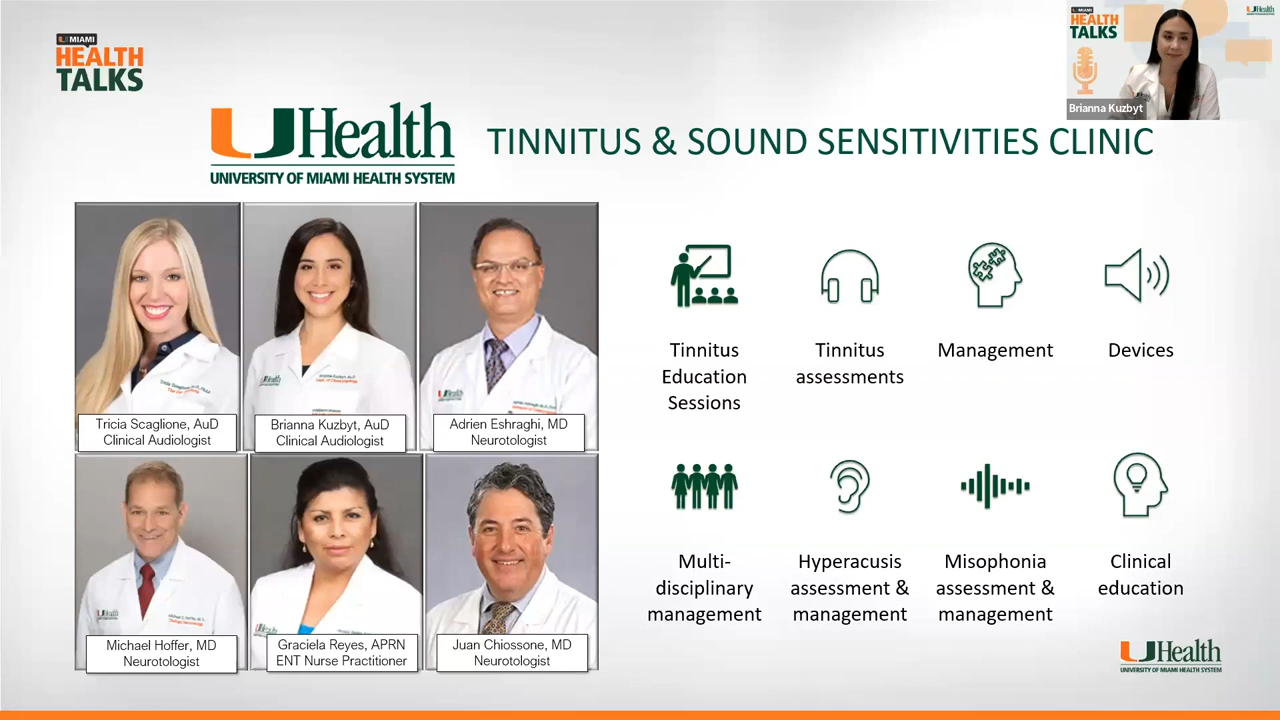 U MIAMI
HEALTH
TALKS
U MIAMI
HEALTH
TALKS
UHealth
Brianna Kuzbyt
UHealth
UNIVERSITY OF MIAMI HEALTH SYSTEM
TINNITUS & SOUND SENSITIVITIES CLINIC
Tricia Scaglione, AuD
Clinical Audiologist
Brianna Kuzbyt, AuD
Clinical Audiologist
Adrien Eshraghi, MD
Neurotologist
Michael Hoffer, MD
Neurotologist
Graciela Reyes, APRN
ENT Nurse Practitioner
Juan Chiossone, MD
Neurotologist
Tinnitus
Education
Sessions
Tinnitus
assessments
Management
Devices
Multi-
disciplinary
management
Hyperacusis
assessment &
management
Misophonia
assessment &
management
Clinical
education
UHealth
UNIVERSITY OF MIAMI HEALTH SYSTEM